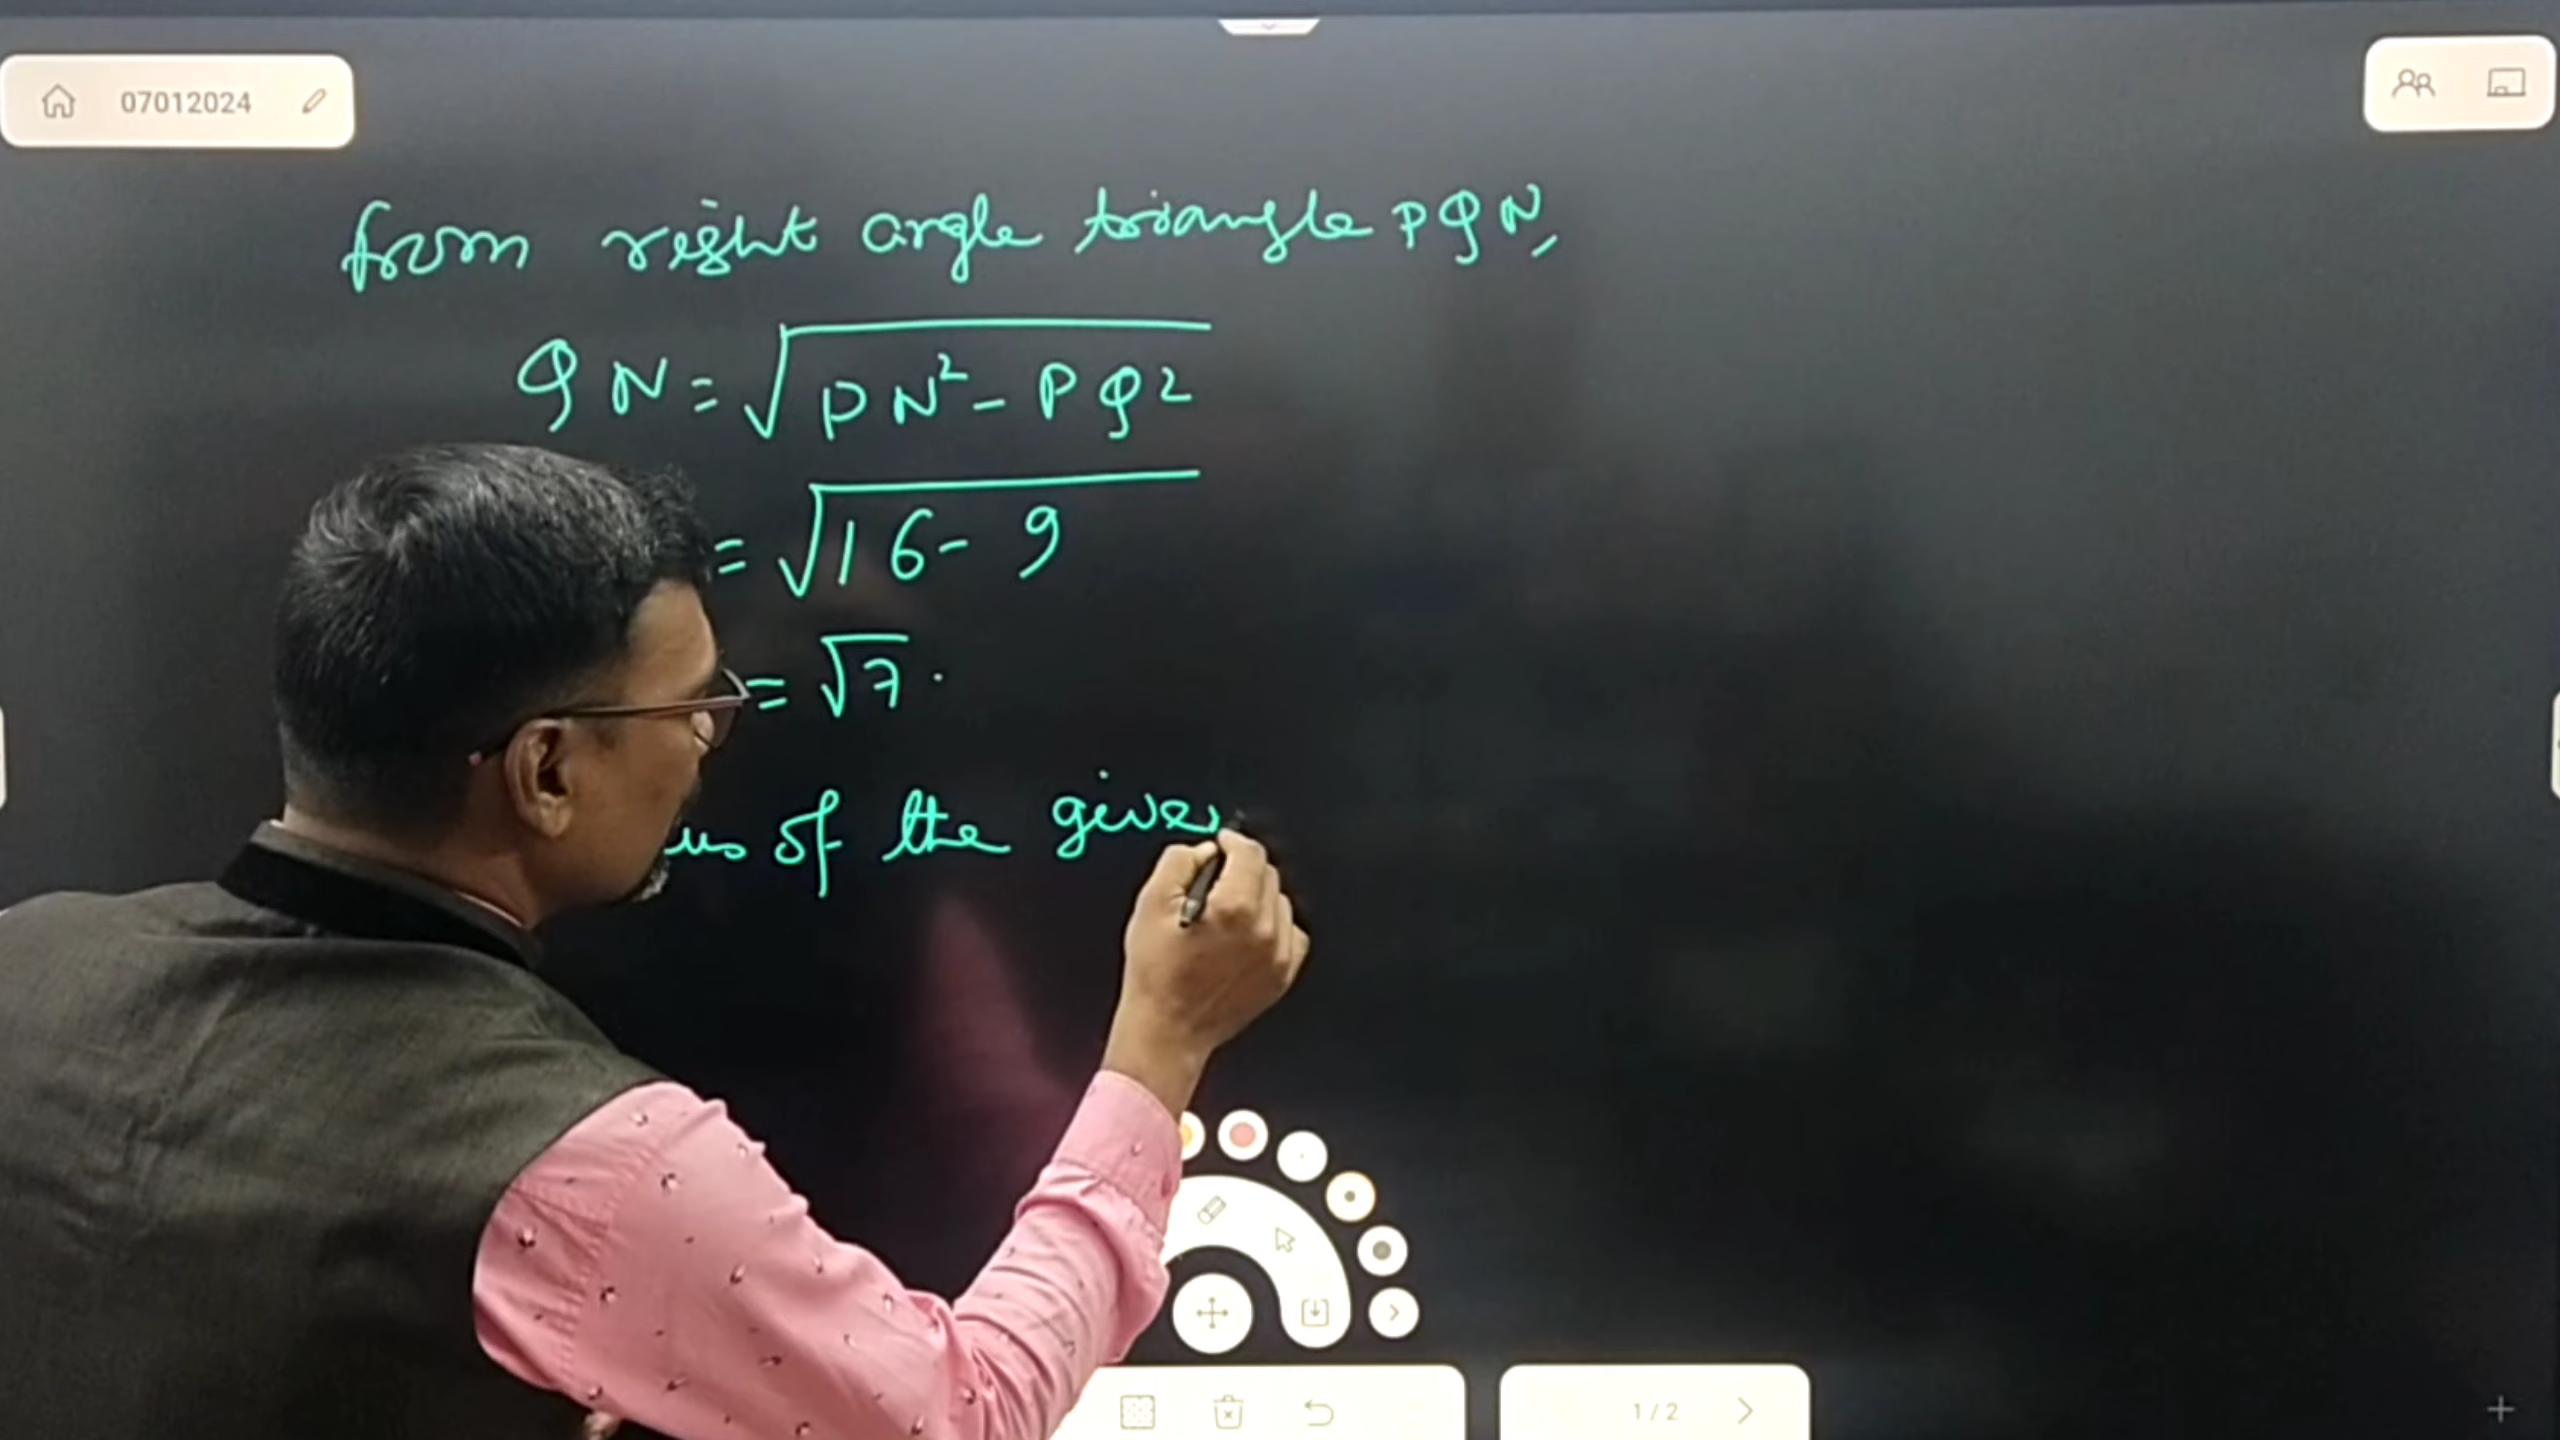 07012024
from right angle triangle PQN,
QN = √PN² - PQ²
= √16 - 9
= √7.
of the given
1/2